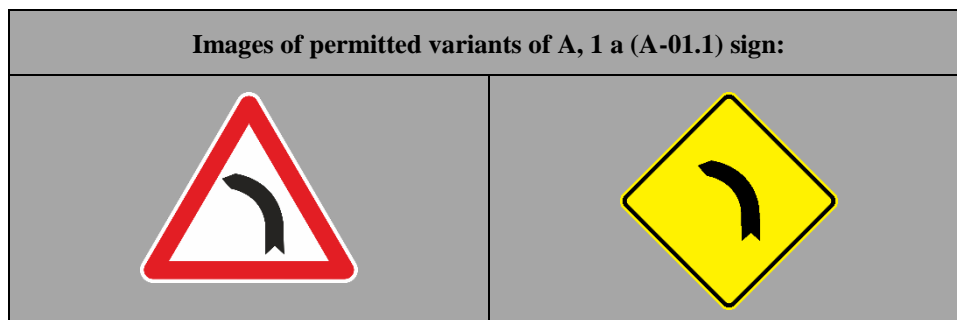 Images of permitted variants of A, 1 a (A-01.1) sign: